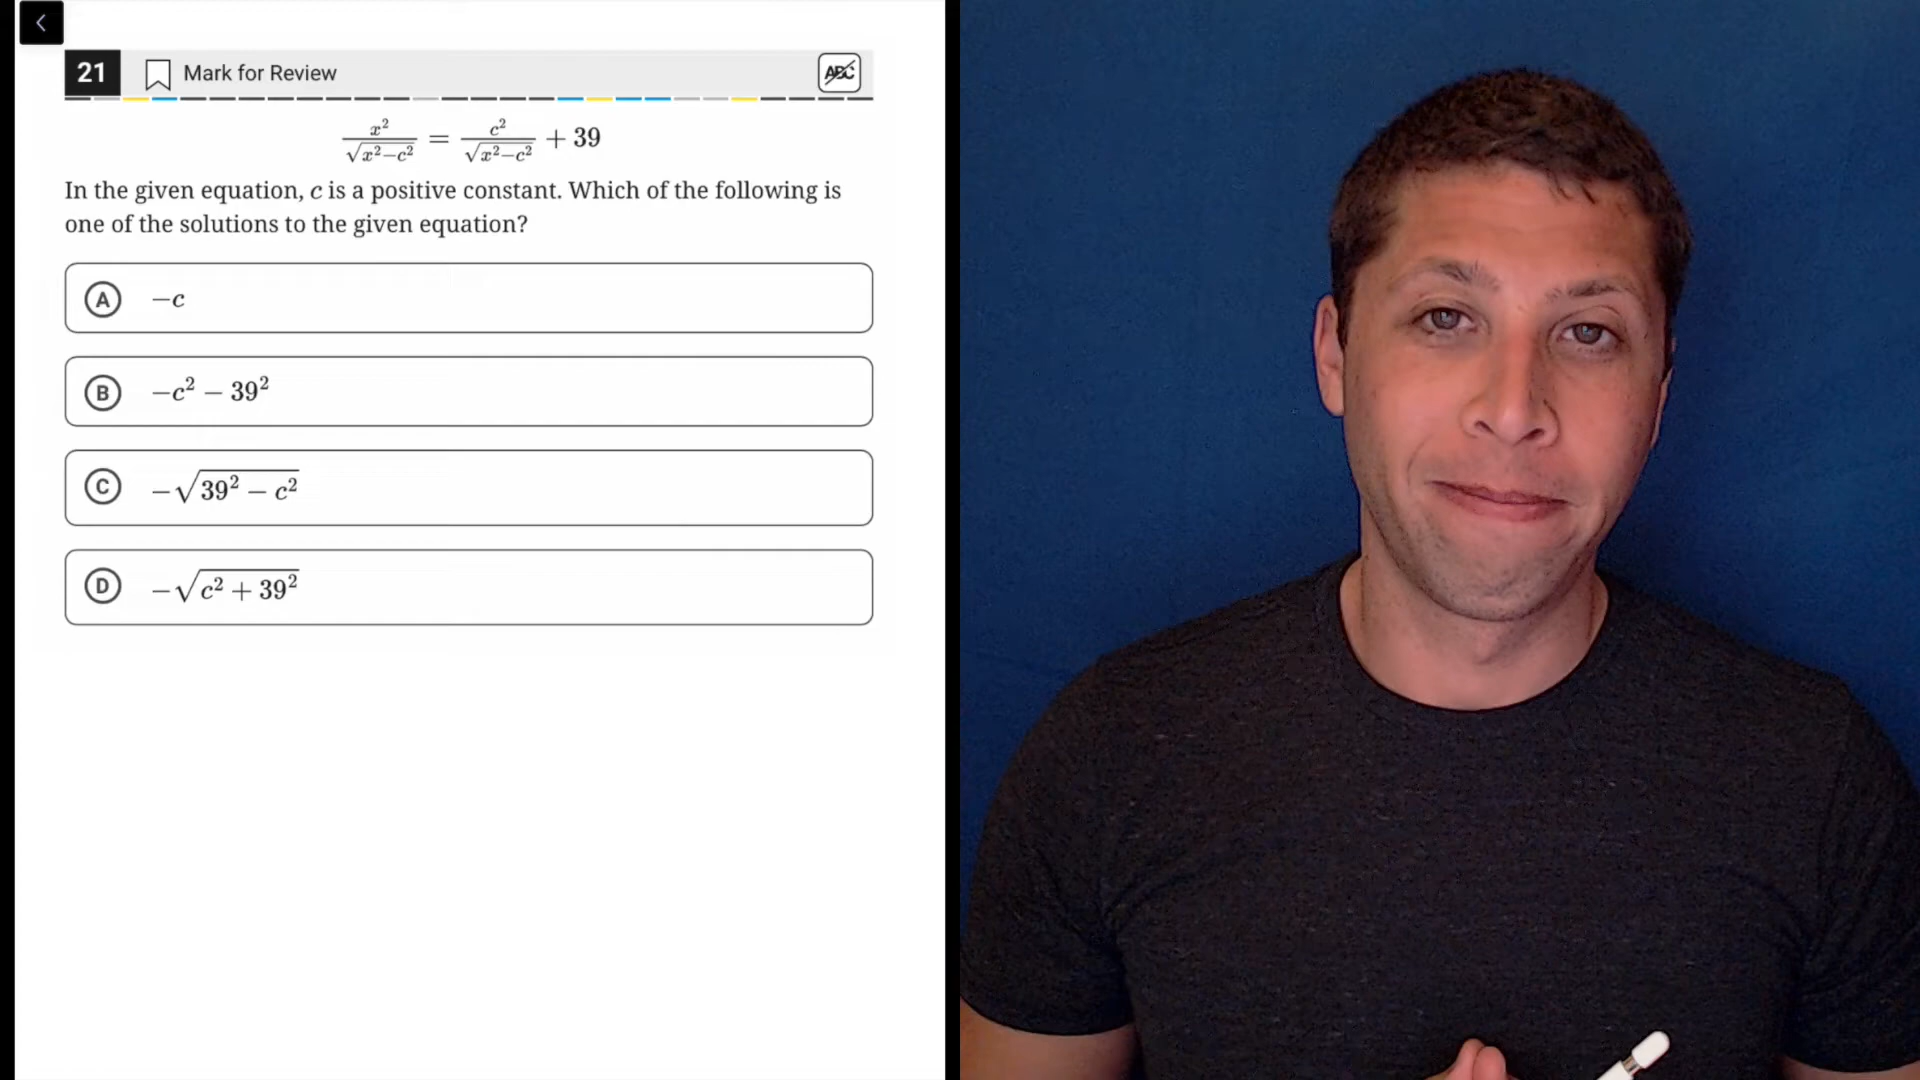 21 Mark for Review ABC
x²/√(x²−c²) = c²/√(x²−c²) + 39
In the given equation, c is a positive constant. Which of the following is
one of the solutions to the given equation?
A −c
B −c² − 39²
C −√(39² − c²)
D −√(c² + 39²)